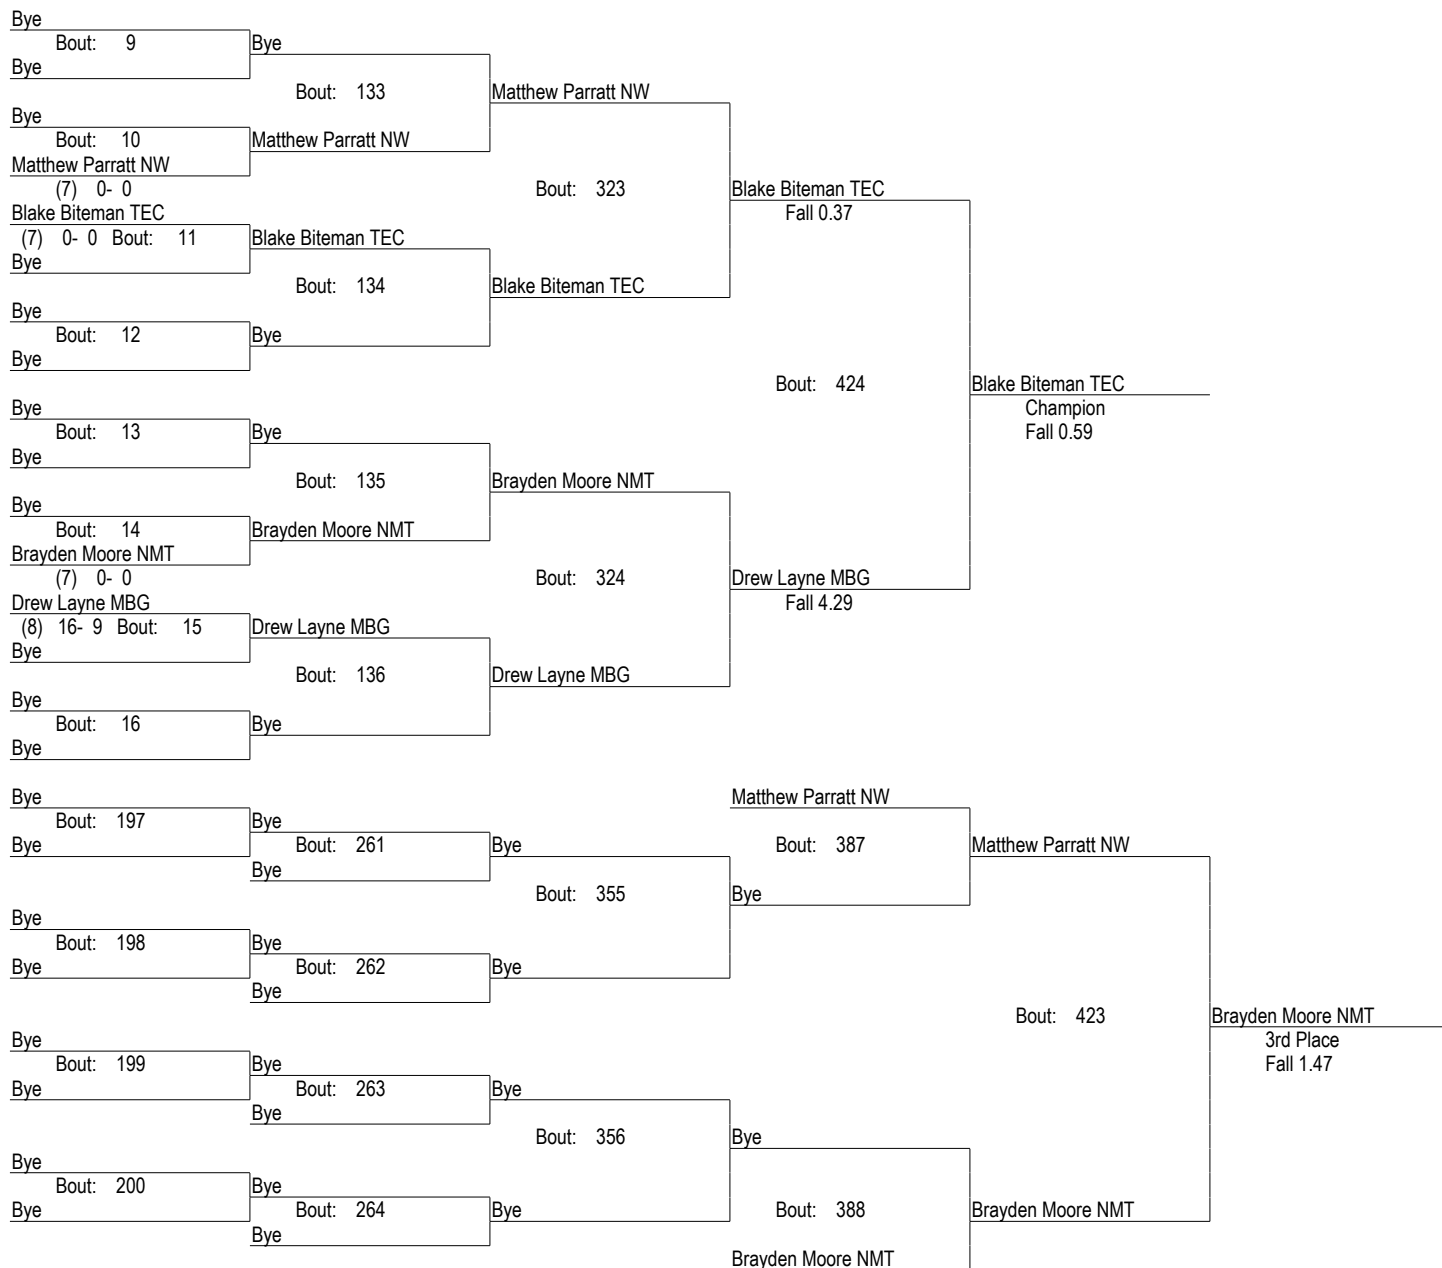 Bye
Bout: 9 Bye
Bye
Bout: 133 Matthew Parratt NW
Bye
Bout: 10 Matthew Parratt NW
Matthew Parratt NW
(7) 0- 0 Bout: 323 Blake Biteman TEC
Blake Biteman TEC Fall 0.37
(7) 0- 0 Bout: 11 Blake Biteman TEC
Bye
Bout: 134 Blake Biteman TEC
Bye
Bout: 12 Bye
Bye
Bout: 424 Blake Biteman TEC
Bye Champion
Bout: 13 Bye Fall 0.59
Bye
Bout: 135 Brayden Moore NMT
Bye
Bout: 14 Brayden Moore NMT
Brayden Moore NMT
(7) 0- 0 Bout: 324 Drew Layne MBG
Drew Layne MBG Fall 4.29
(8) 16- 9 Bout: 15 Drew Layne MBG
Bye
Bout: 136 Drew Layne MBG
Bye
Bout: 16 Bye
Bye
Bye Matthew Parratt NW
Bout: 197 Bye
Bye Bout: 261 Bye Bout: 387 Matthew Parratt NW
Bye
Bout: 355 Bye
Bye
Bout: 198 Bye
Bye Bout: 262 Bye
Bye
Bout: 423 Brayden Moore NMT
Bye 3rd Place
Bout: 199 Bye Fall 1.47
Bye Bout: 263 Bye
Bye
Bout: 356 Bye
Bye
Bout: 200 Bye
Bye Bout: 264 Bye Bout: 388 Brayden Moore NMT
Bye
Brayden Moore NMT